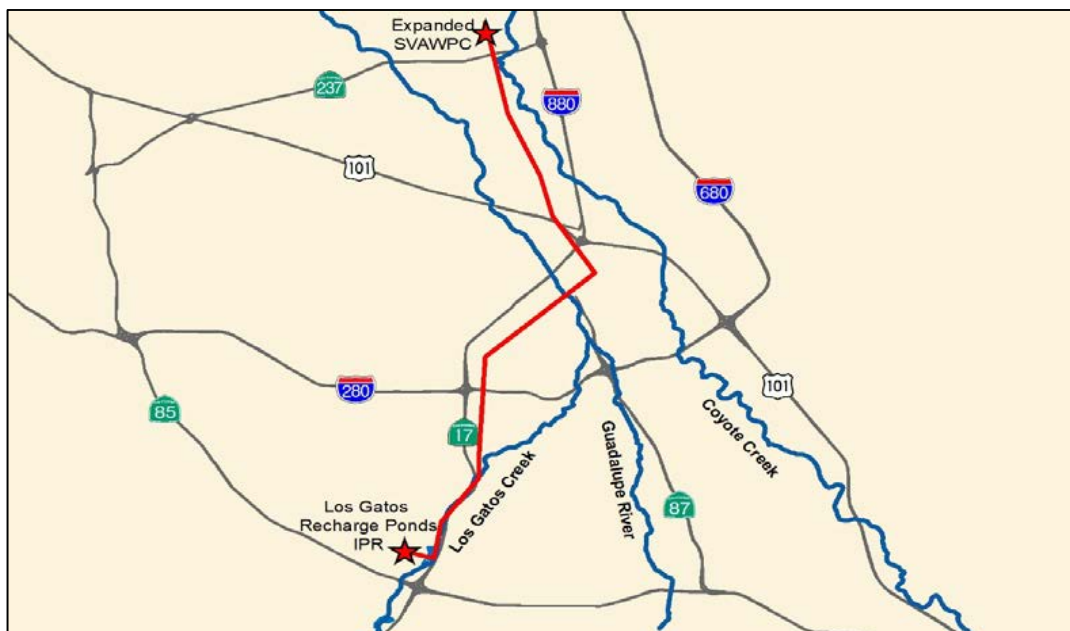 Expanded
SVAWPC
237
880
101
680
280
85
17
101
Los Gatos Creek
Guadalupe River
Coyote Creek
87
Los Gatos
Recharge Ponds
IPR